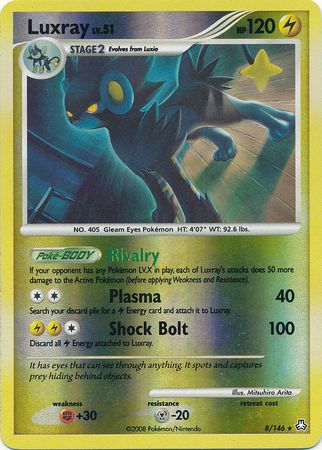 Luxray LV.51 HP 120
STAGE2 Evolves from Luxio
NO. 405 Gleam Eyes Pokémon HT: 4'07" WT: 92.6 lbs.
Poké-BODY Rivalry
If your opponent has any Pokémon LV.X in play, each of Luxray's attacks does 50 more
damage to the Active Pokémon (before applying Weakness and Resistance).
Plasma 40
Search your discard pile for a Energy card and attach it to Luxray.
Shock Bolt 100
Discard all Energy attached to Luxray.
It has eyes that can see through anything. It spots and captures
prey hiding behind objects.
Illus. Mitsuhiro Arita
weakness resistance retreat cost
+30 -20
©2008 Pokémon/Nintendo 8/146 ★